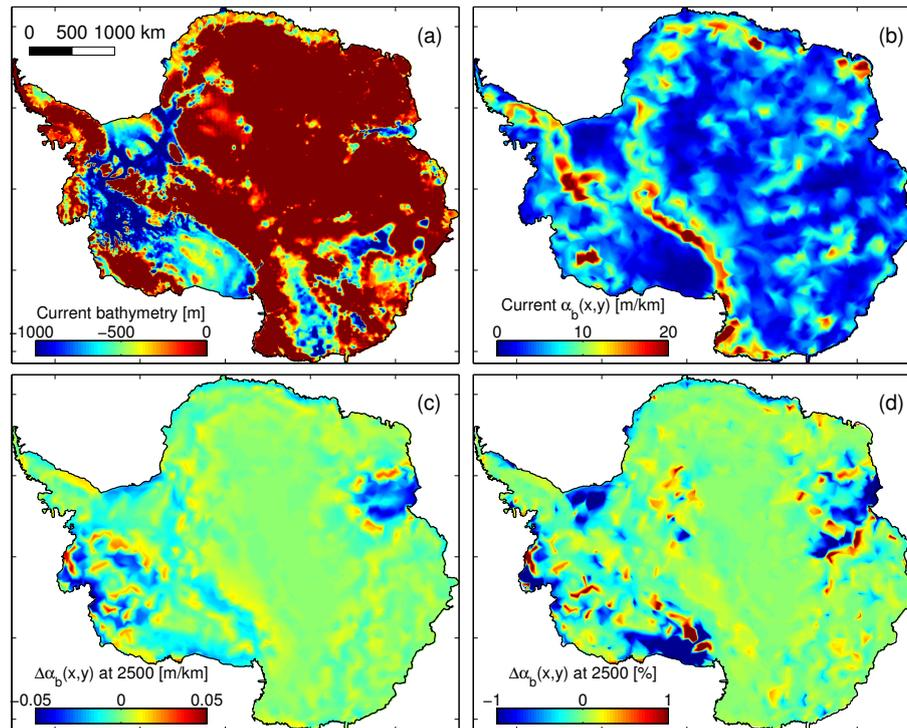 (a)
0 500 1000 km
Current bathymetry [m]
−1000 −500 0
(b)
Current α_b(x,y) [m/km]
0 10 20
(c)
Δα_b(x,y) at 2500 [m/km]
−0.05 0 0.05
(d)
Δα_b(x,y) at 2500 [%]
−1 0 1